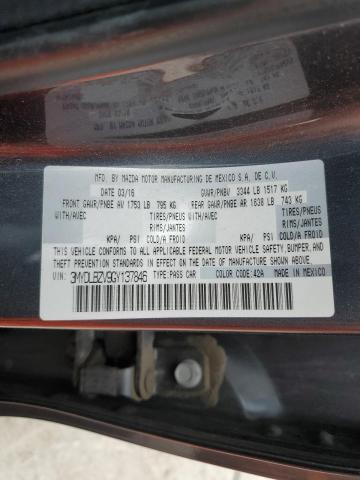 MFD. BY MAZDA MOTOR MANUFACTURING DE MEXICO S.A. DE C.V.
DATE 03/16 GVWR/PNBV 3344 LB 1517 KG
FRONT GAWR/PNBE AV 1753 LB 795 KG REAR GAWR/PNBE AR 1638 LB 743 KG
WITH/AVEC TIRES/PNEUS WITH/AVEC TIRES/PNEUS
RIMS/JANTES RIMS/JANTES
KPA/ PSI COLD/A FROID KPA/ PSI COLD/A FROID
THIS VEHICLE CONFORMS TO ALL APPLICABLE FEDERAL MOTOR VEHICLE SAFETY, BUMPER, AND
THEFT PREVENTION STANDARDS IN EFFECT ON THE DATE OF MANUFACTURE SHOWN ABOVE.
3MYDLBZV9GY137846 TYPE:PASS CAR COLOR CODE:42A MADE IN MEXICO